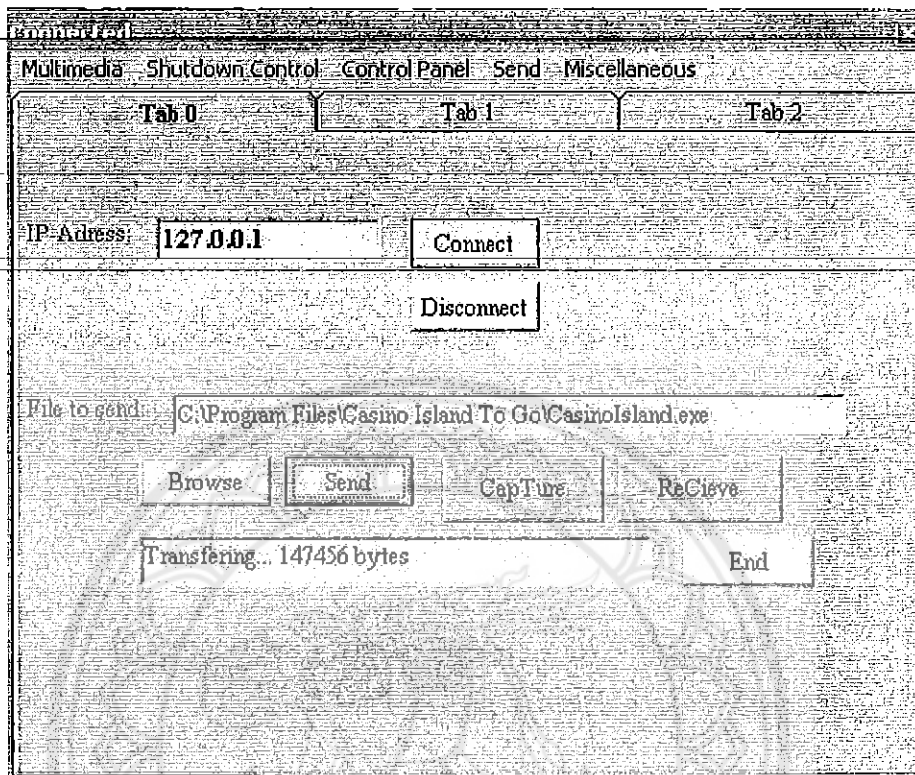 connected
Multimedia Shutdown Control Control Panel Send Miscellaneous
Tab 0 Tab 1 Tab 2
IP Adress: 127.0.0.1 Connect
Disconnect
File to send: C:\Program Files\Casino Island To Go\CasinoIsland.exe
Browse Send CapTure ReCieve
Transfering... 147456 bytes End